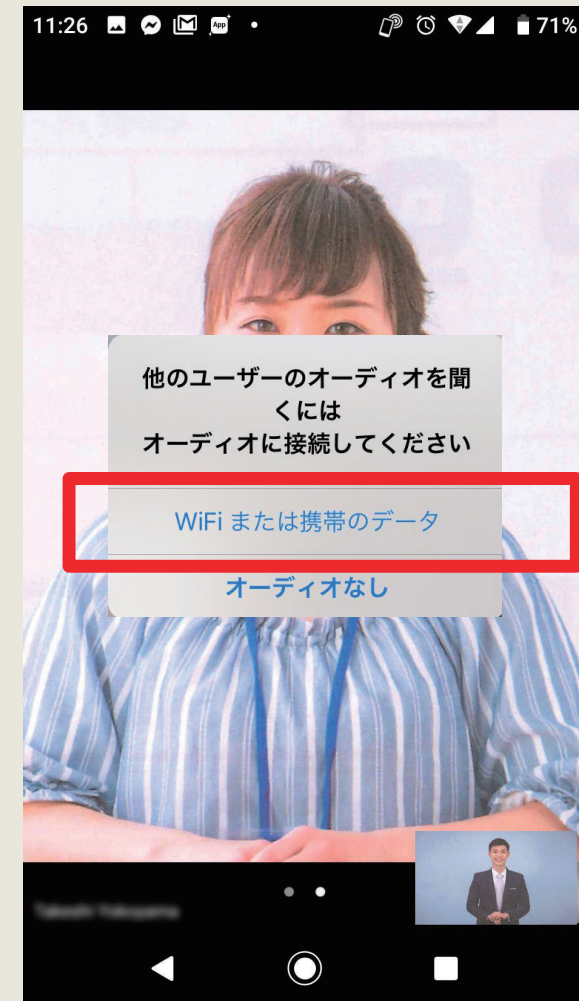 11:26
App
71%
他のユーザーのオーディオを聞
くには
オーディオに接続してください
WiFi または携帯のデータ
オーディオなし